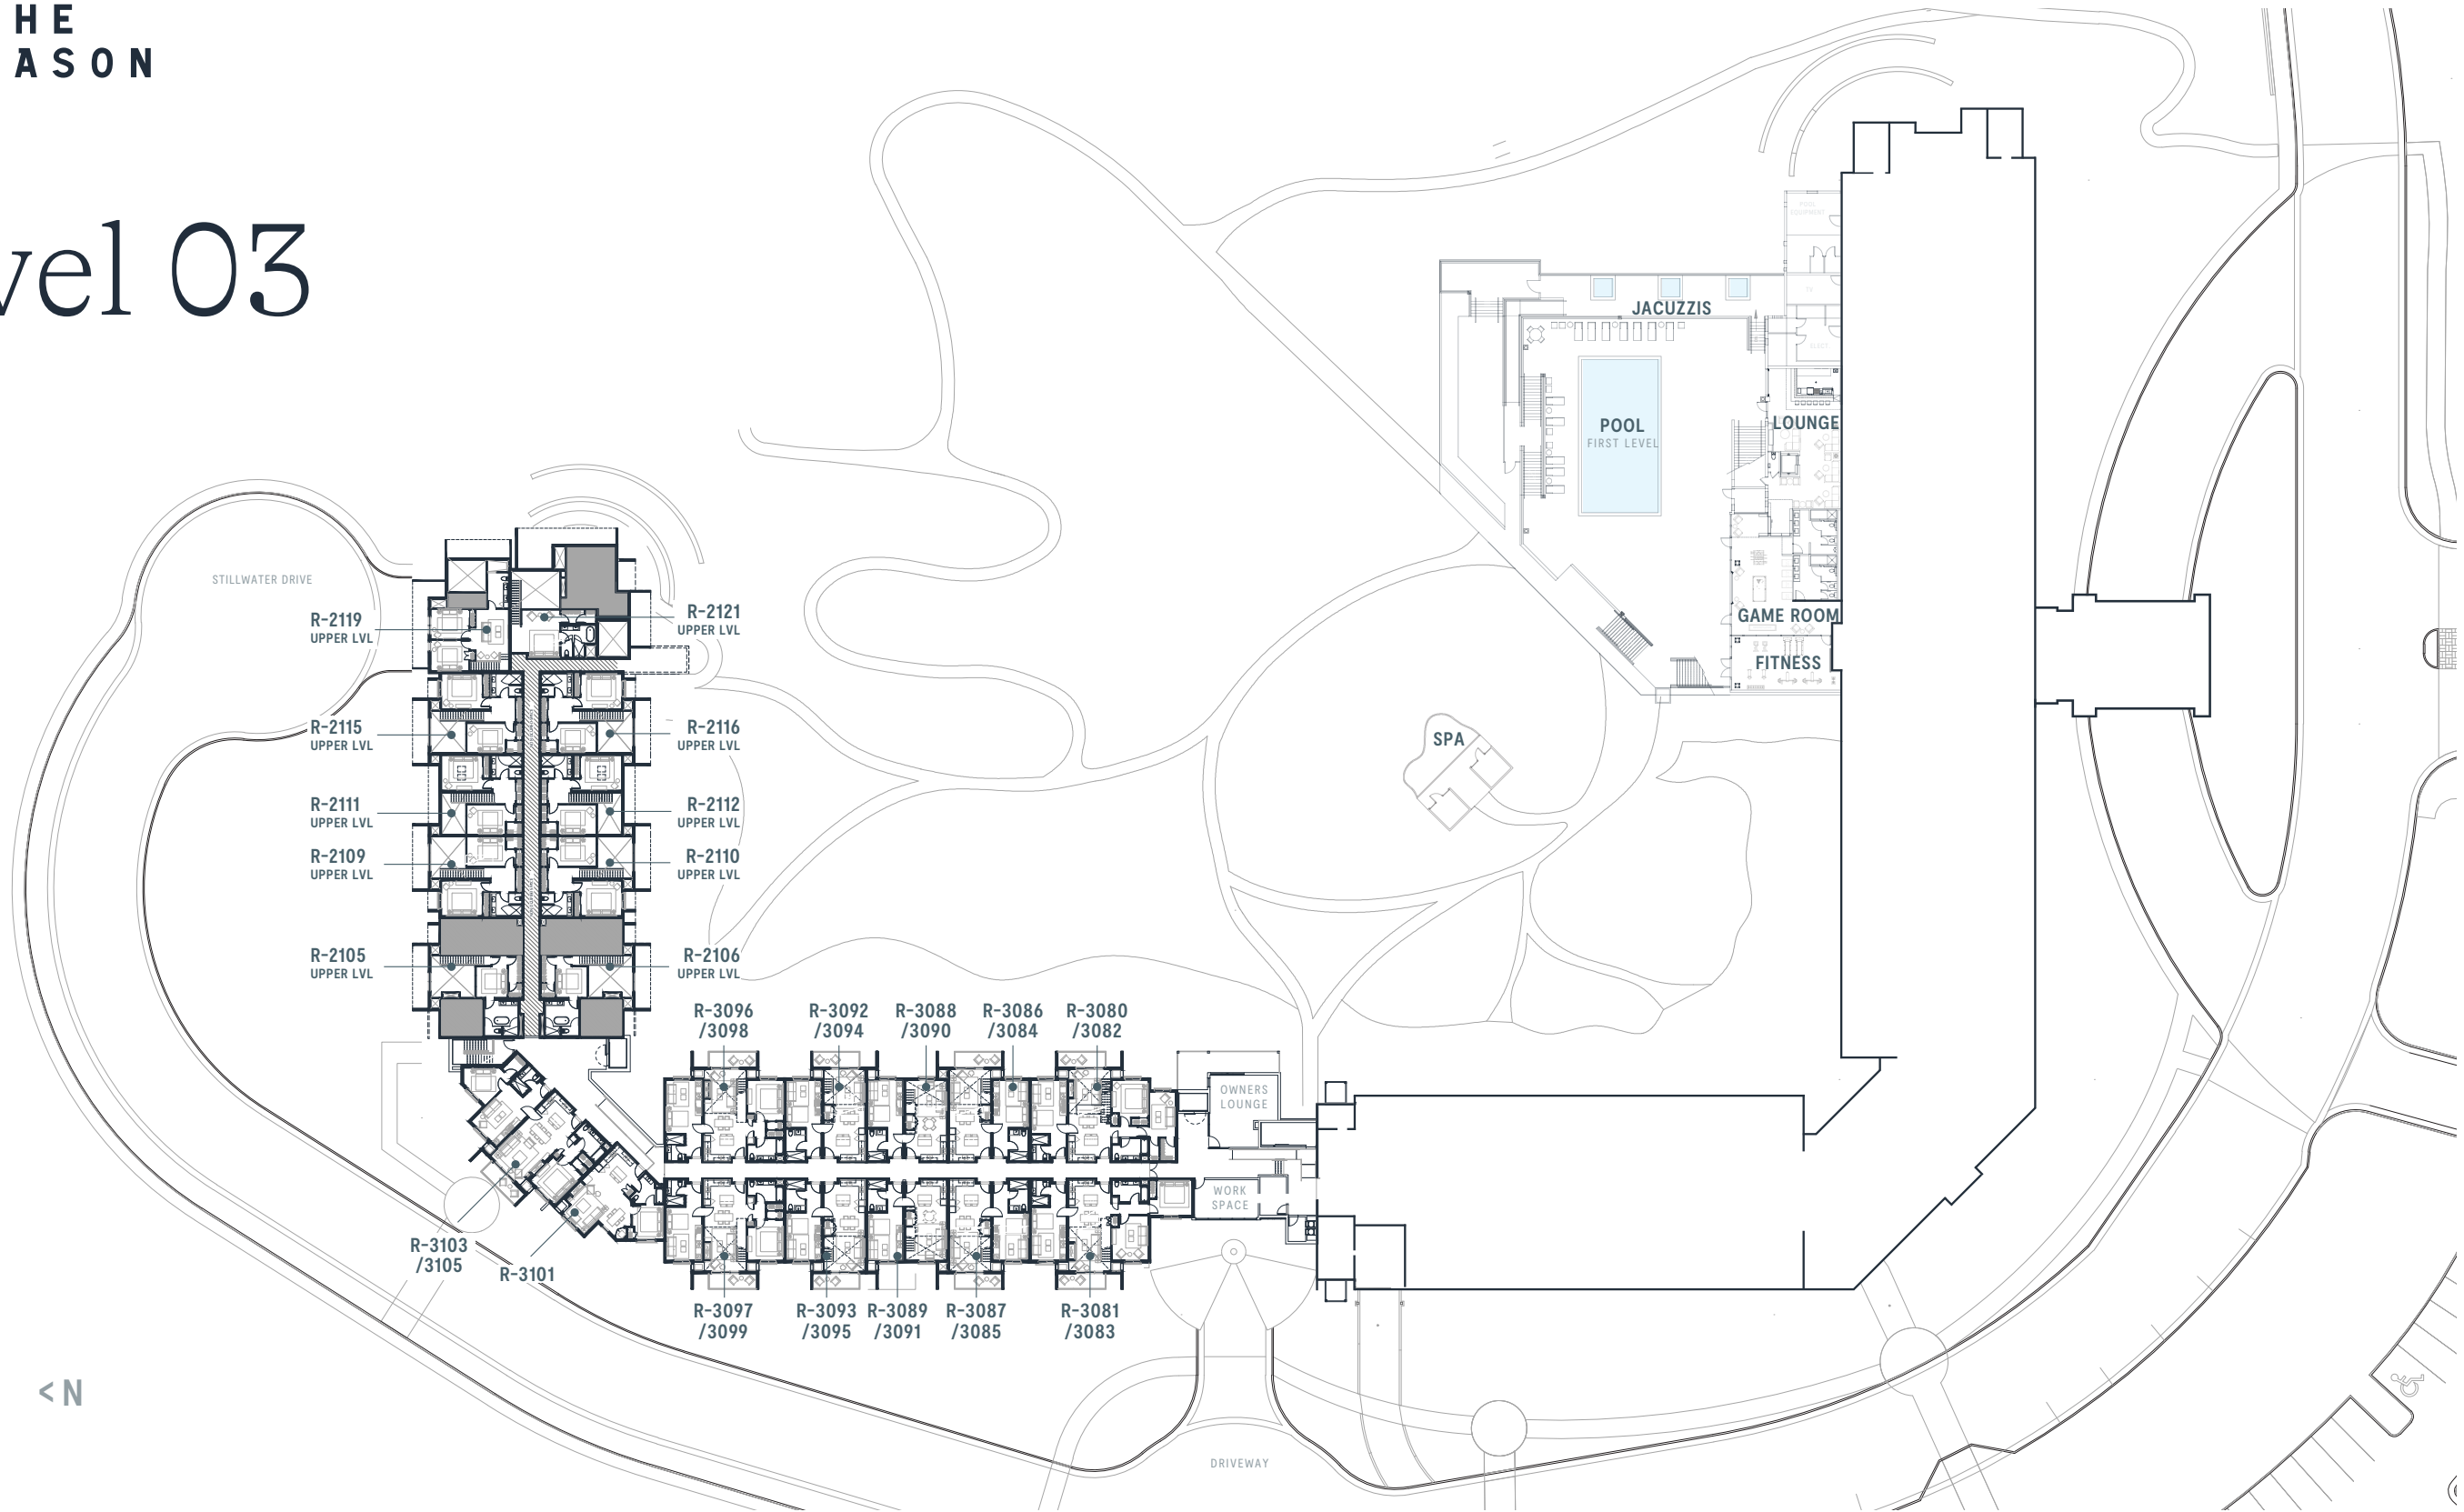 HE
ASON
vel 03
POOL
EQUIPMENT
JACUZZIS
ELECT.
POOL
FIRST LEVEL
LOUNGE
GAME ROOM
FITNESS
SPA
STILLWATER DRIVE
R-2119
UPPER LVL
R-2121
UPPER LVL
R-2115
UPPER LVL
R-2116
UPPER LVL
R-2111
UPPER LVL
R-2112
UPPER LVL
R-2109
UPPER LVL
R-2110
UPPER LVL
R-2105
UPPER LVL
R-2106
UPPER LVL
R-3096
/3098
R-3092
/3094
R-3088
/3090
R-3086
/3084
R-3080
/3082
OWNERS
LOUNGE
WORK
SPACE
R-3103
/3105
R-3101
R-3097
/3099
R-3093
/3095
R-3089
/3091
R-3087
/3085
R-3081
/3083
<N
DRIVEWAY